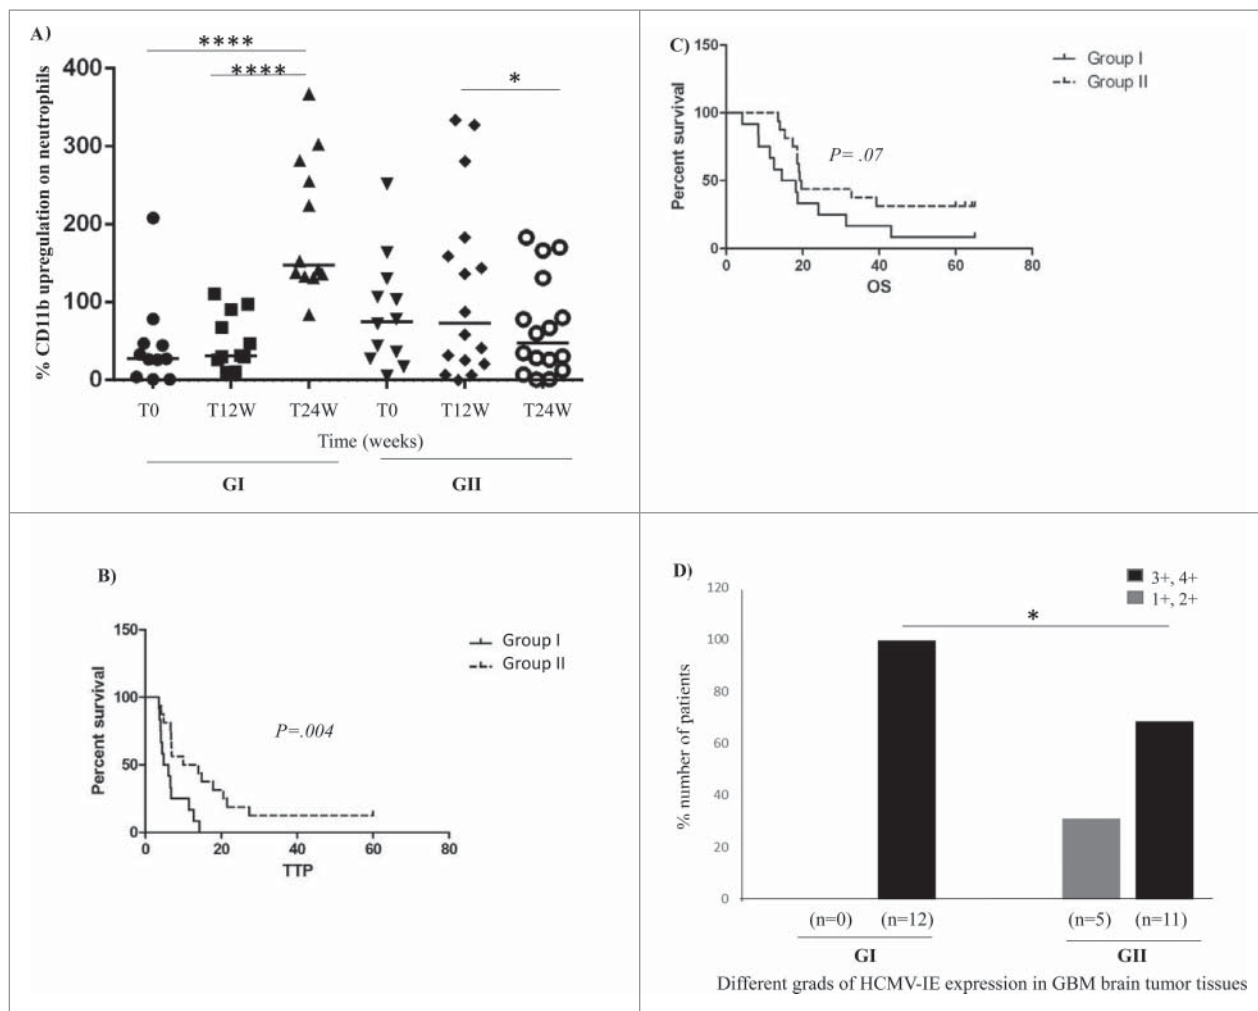 A)
****
****
*
% CD11b upregulation on neutrophils
400
300
200
100
0
T0
T12W
T24W
T0
T12W
T24W
Time (weeks)
GI
GII
C)
150
100
50
0
Percent survival
Group I
Group II
P= .07
0
20
40
60
80
OS
B)
150
100
50
0
Percent survival
Group I
Group II
P=.004
0
20
40
60
80
TTP
D)
3+, 4+
1+, 2+
*
120
100
80
60
40
20
0
% number of patients
(n=0)
(n=12)
(n=5)
(n=11)
GI
GII
Different grads of HCMV-IE expression in GBM brain tumor tissues